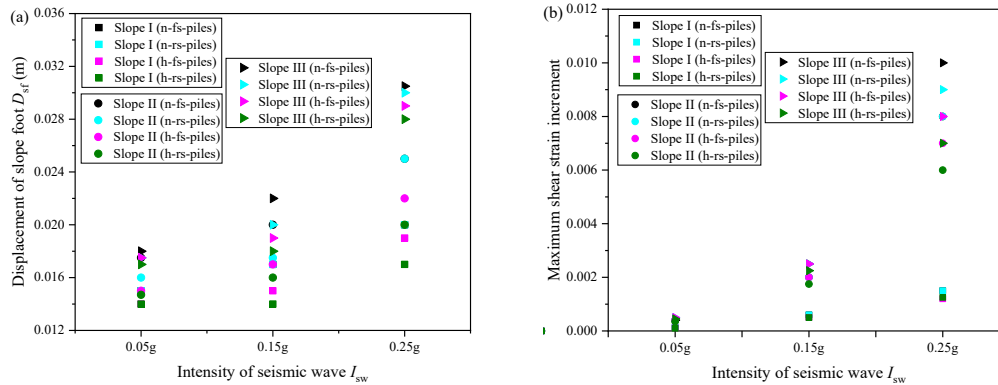 (a)
0.036
0.032
0.028
0.024
0.020
0.016
0.012
Displacement of slope foot Dsf (m)
Slope I (n-fs-piles)
Slope I (n-rs-piles)
Slope I (h-fs-piles)
Slope I (h-rs-piles)
Slope II (n-fs-piles)
Slope II (n-rs-piles)
Slope II (h-fs-piles)
Slope II (h-rs-piles)
Slope III (n-fs-piles)
Slope III (n-rs-piles)
Slope III (h-fs-piles)
Slope III (h-rs-piles)
0.05g 0.15g 0.25g
Intensity of seismic wave Isw
(b)
0.012
0.010
0.008
0.006
0.004
0.002
0.000
Maximum shear strain increment
Slope I (n-fs-piles)
Slope I (n-rs-piles)
Slope I (h-fs-piles)
Slope I (h-rs-piles)
Slope II (n-fs-piles)
Slope II (n-rs-piles)
Slope II (h-fs-piles)
Slope II (h-rs-piles)
Slope III (n-fs-piles)
Slope III (n-rs-piles)
Slope III (h-fs-piles)
Slope III (h-rs-piles)
0.05g 0.15g 0.25g
Intensity of seismic wave Isw